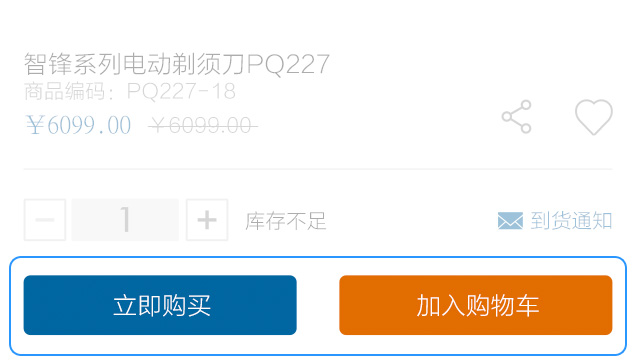 智锋系列电动剃须刀PQ227
商品编码：PQ227-18
￥6099.00 ￥6099.00
1 库存不足 到货通知
立即购买 加入购物车